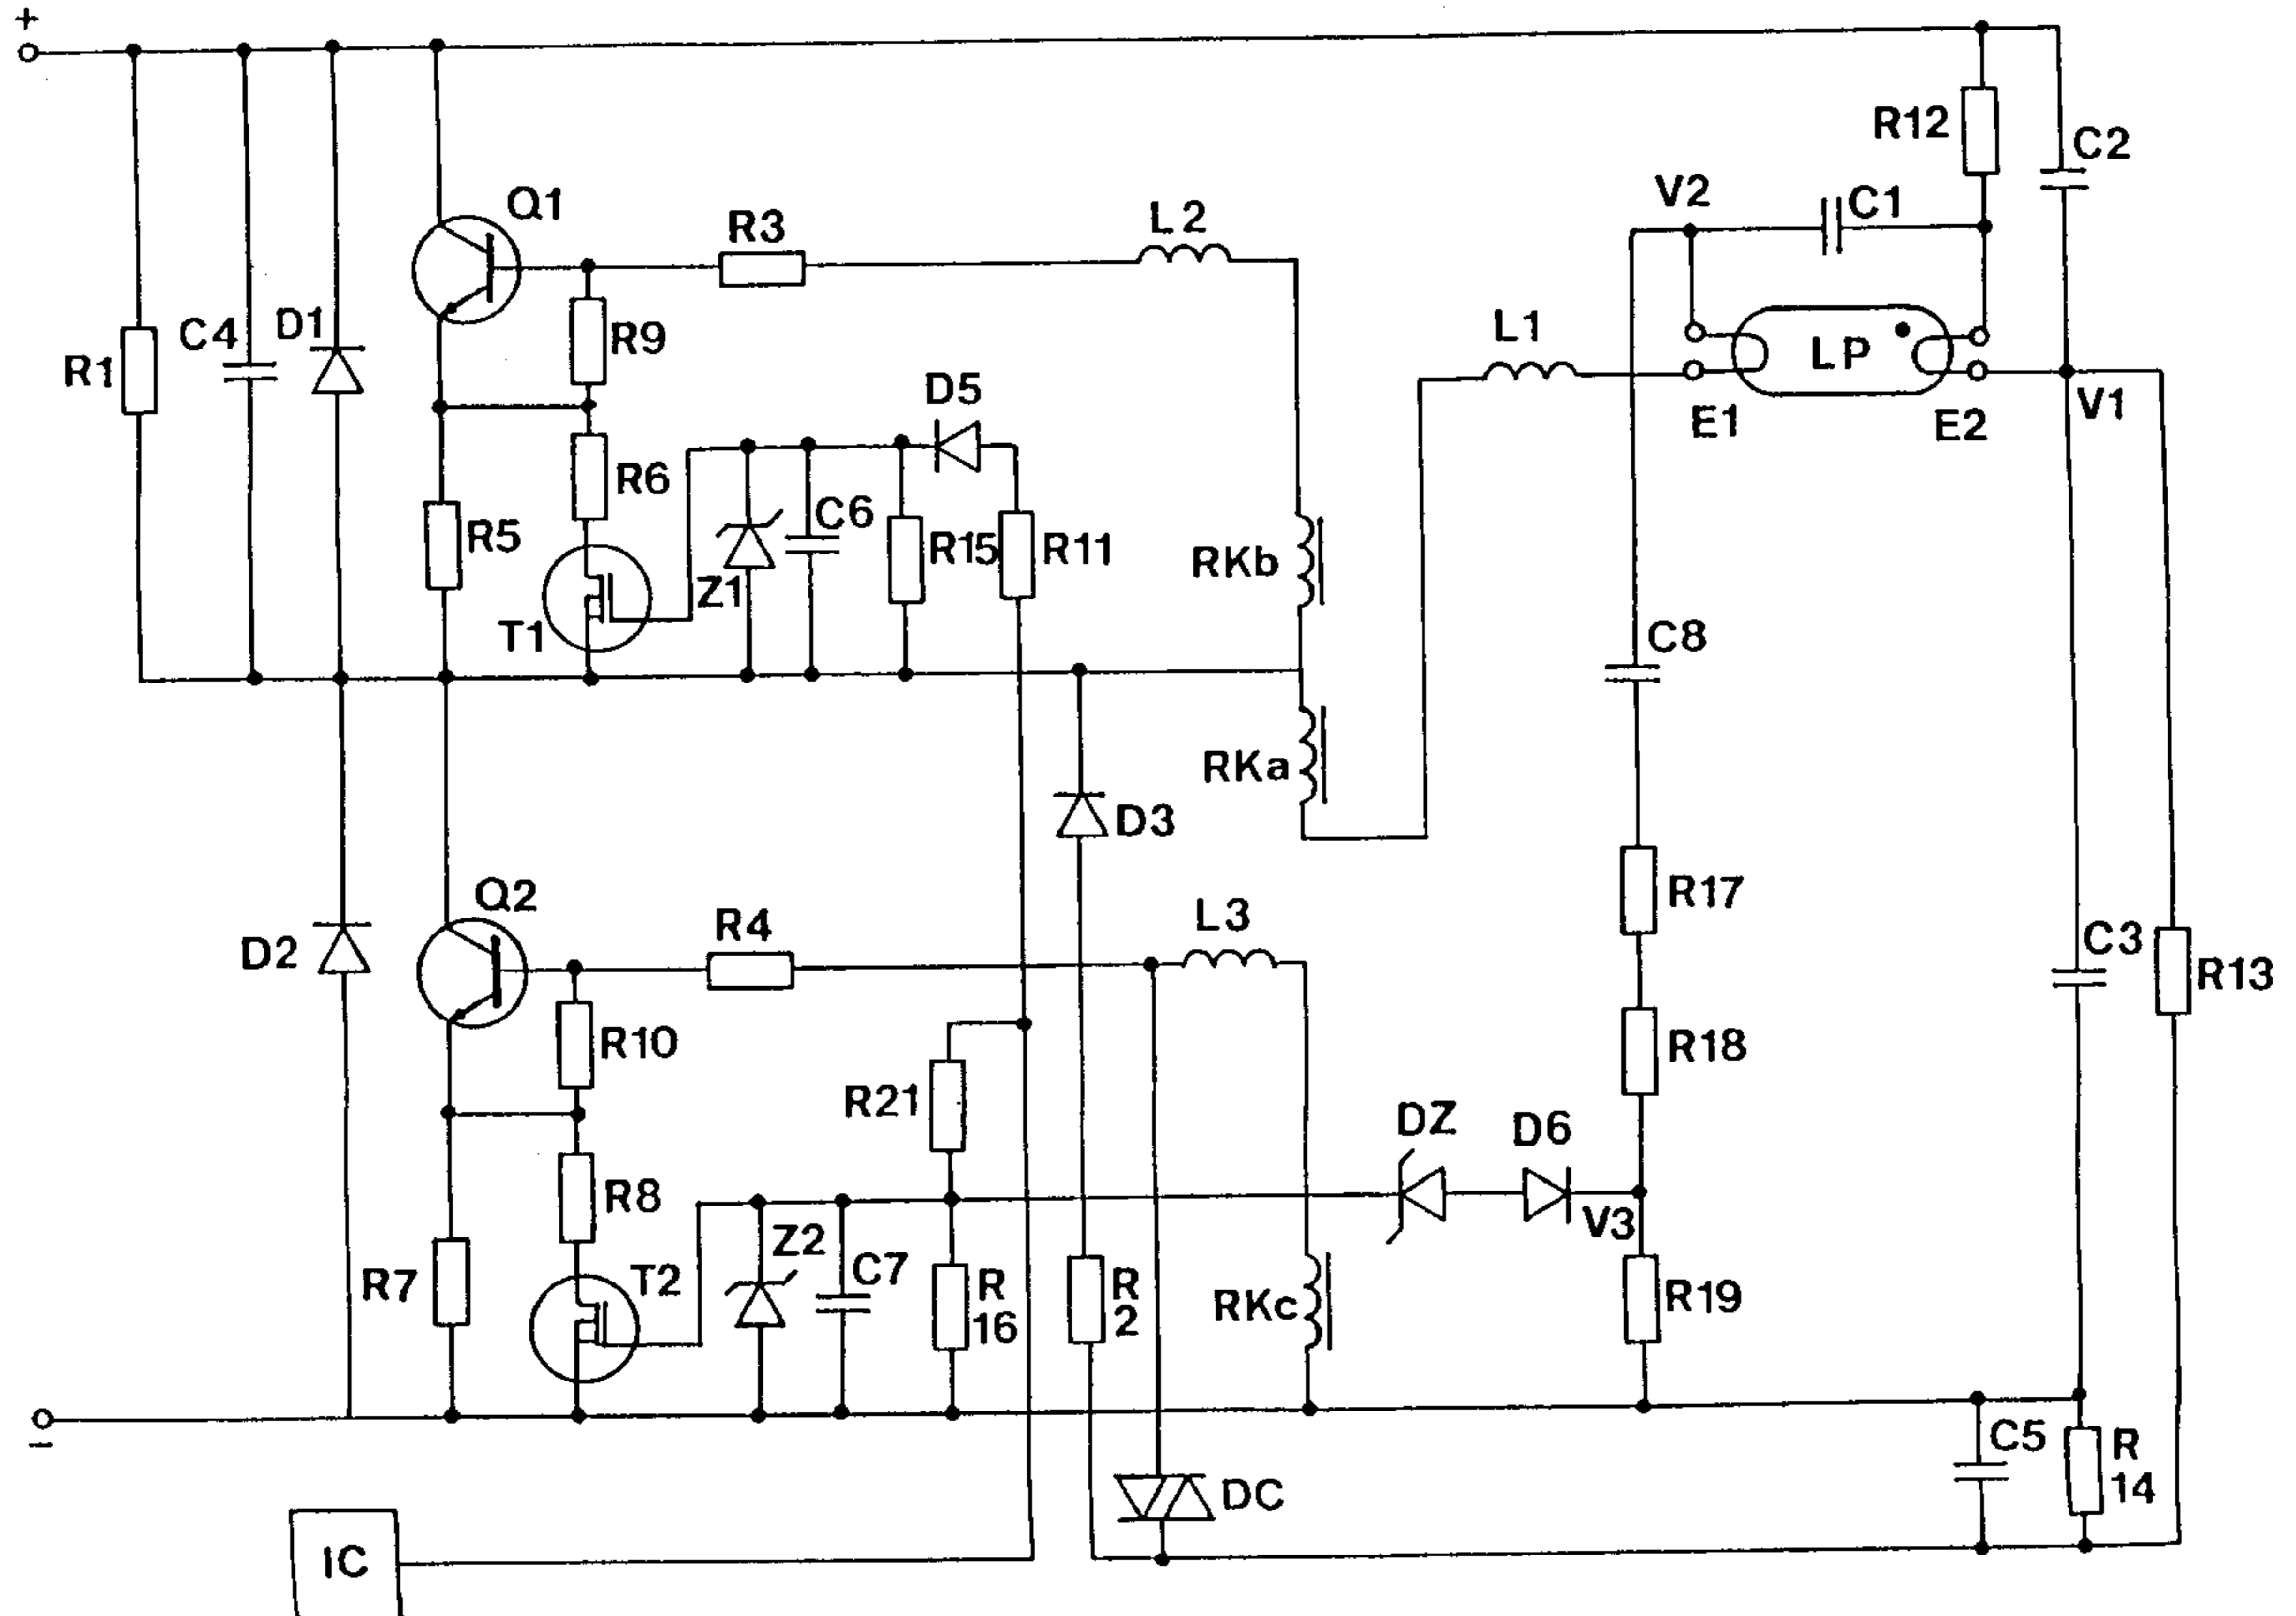 +
R12
C2
Q1
V2
C1
R3
L2
R1
C4
D1
R9
L1
LP
D5
E1
E2
V1
R6
R5
C6
R15
R11
RKb
Z1
T1
C8
RKa
D3
Q2
R17
D2
R4
L3
C3
R13
R10
R18
R21
DZ
D6
R8
V3
Z2
T2
C7
R7
R
16
R
2
RKc
R19
−
C5
R
14
DC
IC